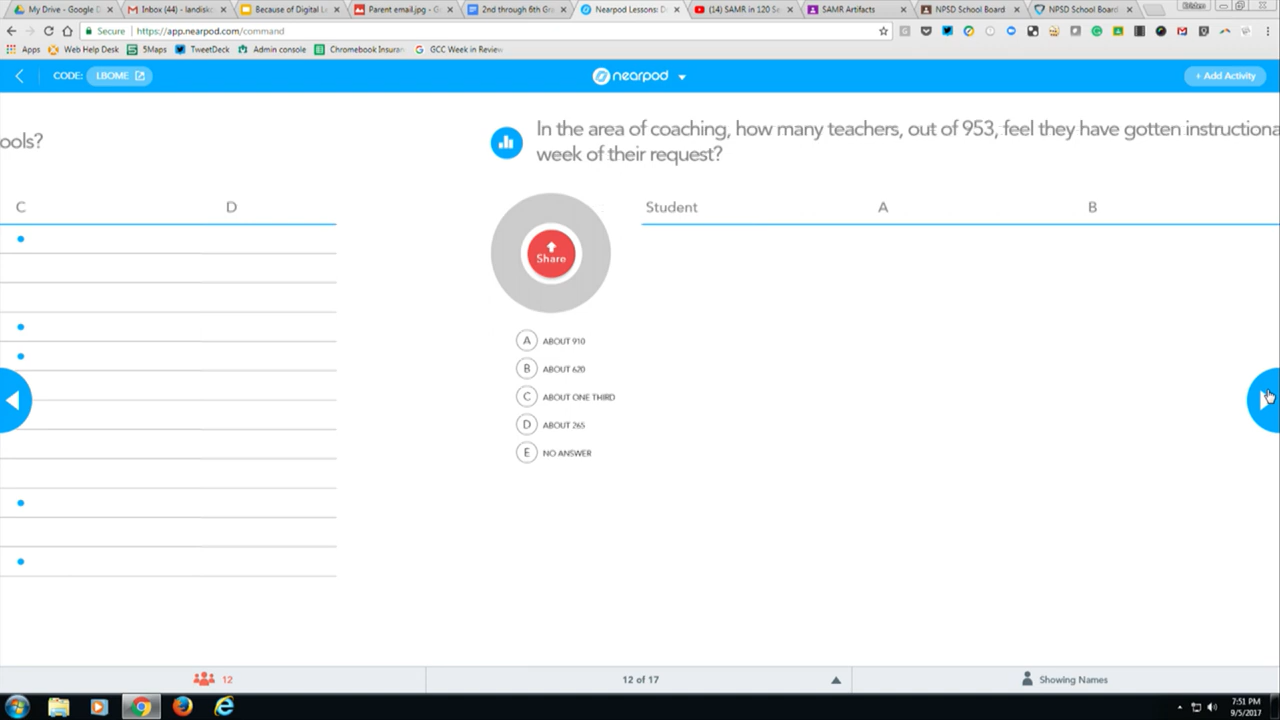 My Drive - Google D
Inbox (44) - landisk
Because of Digital L
Parent email.jpg - G
2nd through 6th Gra
Nearpod Lessons: D
(14) SAMR in 120 Se
SAMR Artifacts
NPSD School Board
NPSD School Board
Secure
https://app.nearpod.com/command
Apps
Web Help Desk
5Maps
TweetDeck
Admin console
Chromebook Insuran
GCC Week in Review
CODE:
LBOME
nearpod
+ Add Activity
ools?
In the area of coaching, how many teachers, out of 953, feel they have gotten instructiona
week of their request?
C
D
Student
A
B
Share
A ABOUT 910
B ABOUT 620
C ABOUT ONE THIRD
D ABOUT 265
E NO ANSWER
12
12 of 17
Showing Names
7:51 PM
9/5/2017